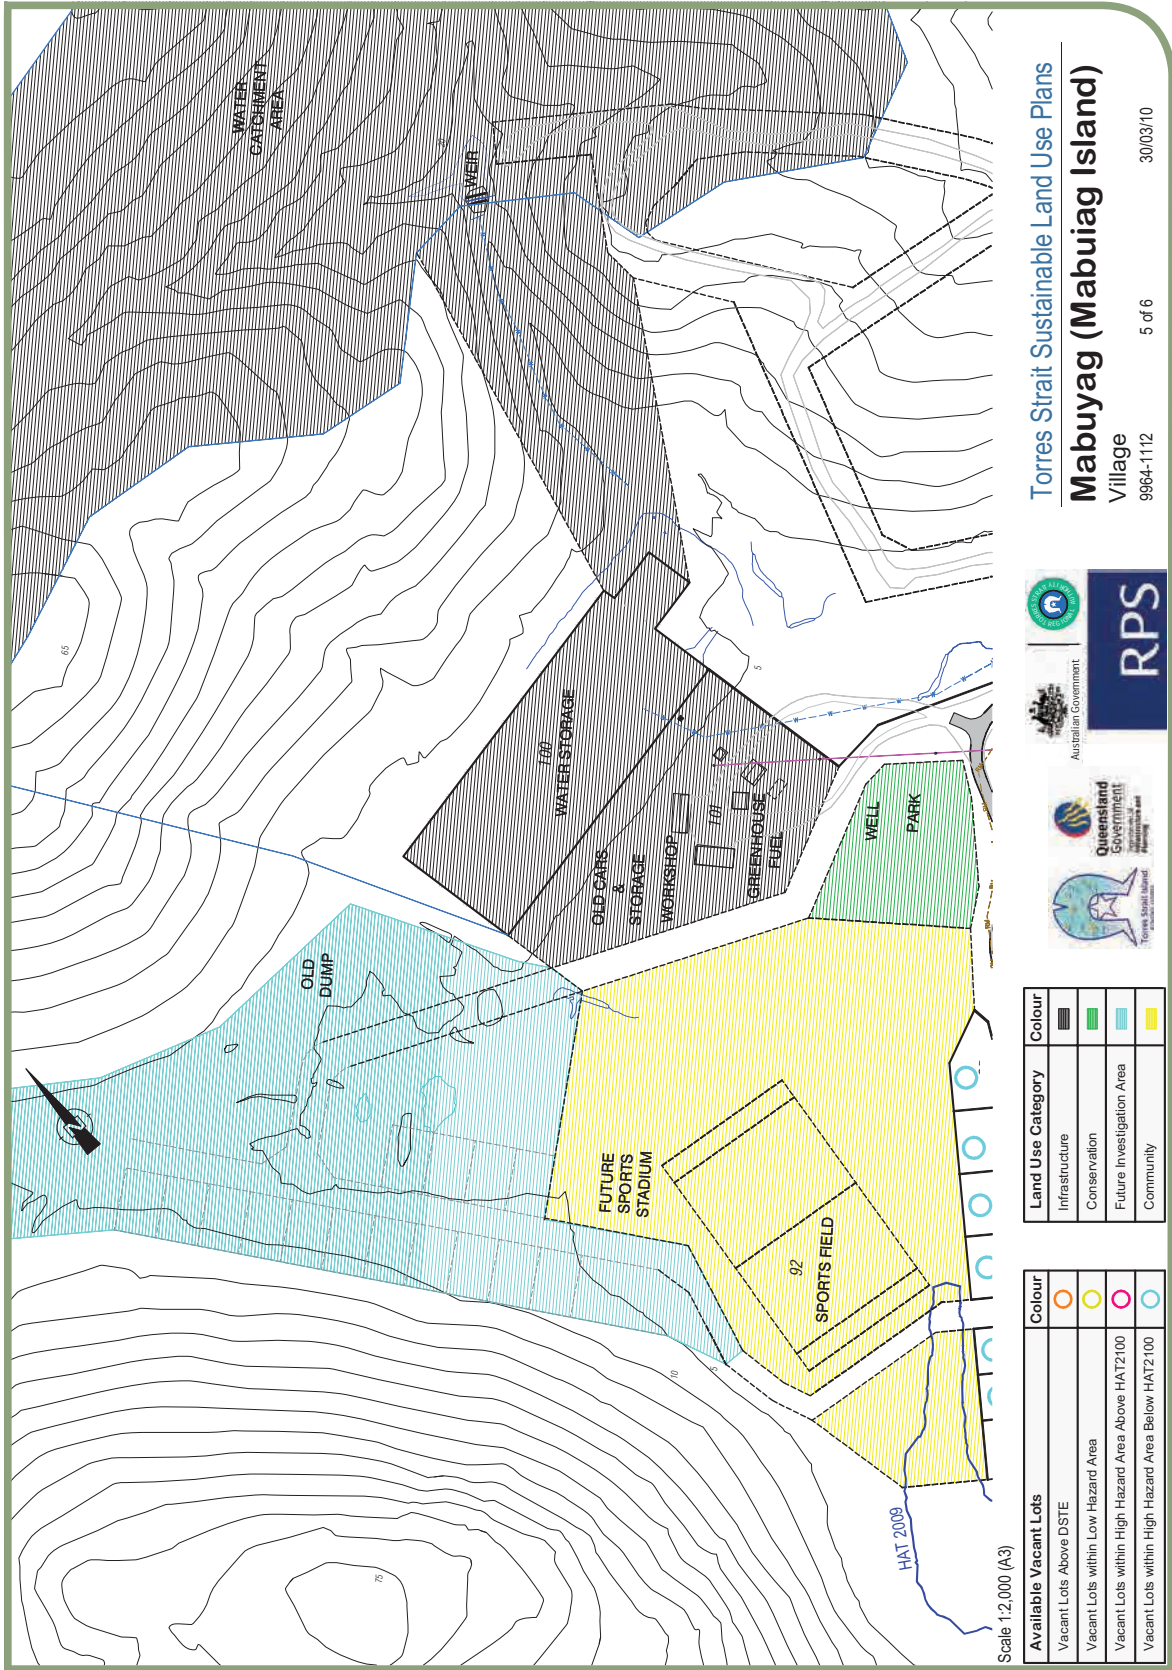 WATER
CATCHMENT
AREA
WEIR
65
100
WATER STORAGE
OLD CARS
&
STORAGE
WORKSHOP
101
GREENHOUSE
FUEL
5
WELL
PARK
OLD
DUMP
FUTURE
SPORTS
STADIUM
92
SPORTS FIELD
10
5
75
HAT 2009
Scale 1:2,000 (A3)
Available Vacant Lots
Colour
Vacant Lots Above DSTE
Vacant Lots within Low Hazard Area
Vacant Lots within High Hazard Area Above HAT2100
Vacant Lots within High Hazard Area Below HAT2100
Land Use Category
Colour
Infrastructure
Conservation
Future Investigation Area
Community
Torres Strait Island
Queensland
Government
Australian Government
RPS
Torres Strait Sustainable Land Use Plans
Mabuyag (Mabuiag Island)
Village
9964-1112
5 of 6
30/03/10